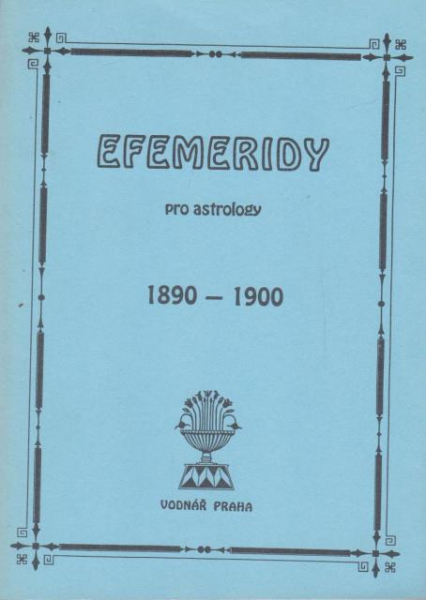 EFEMERIDY
pro astrology
1890 – 1900
VODNÁŘ PRAHA